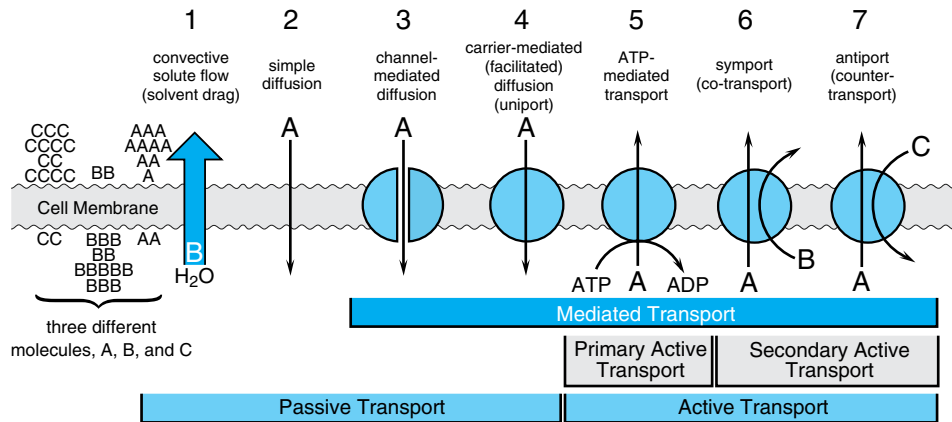 1 2 3 4 5 6 7
convective
solute flow
(solvent drag)
simple
diffusion
channel-
mediated
diffusion
carrier-mediated
(facilitated)
diffusion
(uniport)
ATP-
mediated
transport
symport
(co-transport)
antiport
(counter-
transport)
CCC
CCCC
CC
CCCC
BB
AAA
AAAA
AA
A
A
A
A
C
Cell Membrane
CC
BBB
BB
BBBBB
BBB
AA
B
H₂O
ATP
A
ADP
A
B
A
three different
molecules, A, B, and C
Mediated Transport
Primary Active
Transport
Secondary Active
Transport
Passive Transport
Active Transport